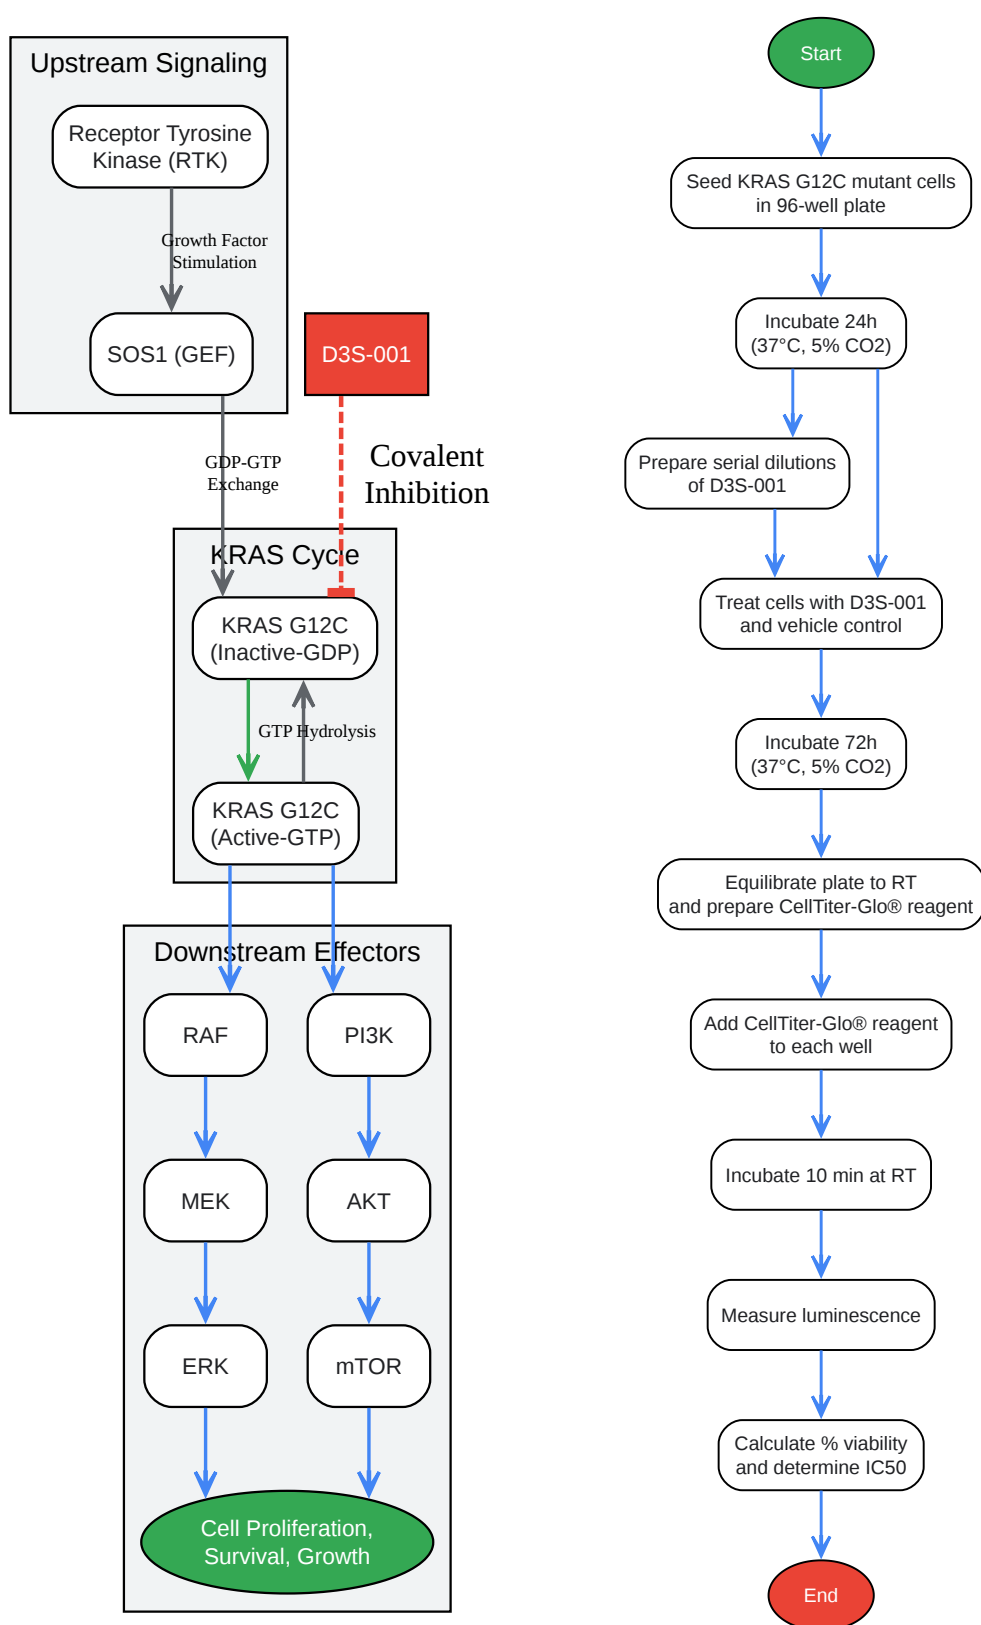 Upstream Signaling
Receptor Tyrosine
Kinase (RTK)
Growth Factor
Stimulation
SOS1 (GEF)
D3S-001
GDP-GTP
Exchange
Covalent
Inhibition
KRAS Cycle
KRAS G12C
(Inactive-GDP)
GTP Hydrolysis
KRAS G12C
(Active-GTP)
Downstream Effectors
RAF
PI3K
MEK
AKT
ERK
mTOR
Cell Proliferation,
Survival, Growth
Start
Seed KRAS G12C mutant cells
in 96-well plate
Incubate 24h
(37°C, 5% CO2)
Prepare serial dilutions
of D3S-001
Treat cells with D3S-001
and vehicle control
Incubate 72h
(37°C, 5% CO2)
Equilibrate plate to RT
and prepare CellTiter-Glo® reagent
Add CellTiter-Glo® reagent
to each well
Incubate 10 min at RT
Measure luminescence
Calculate % viability
and determine IC50
End